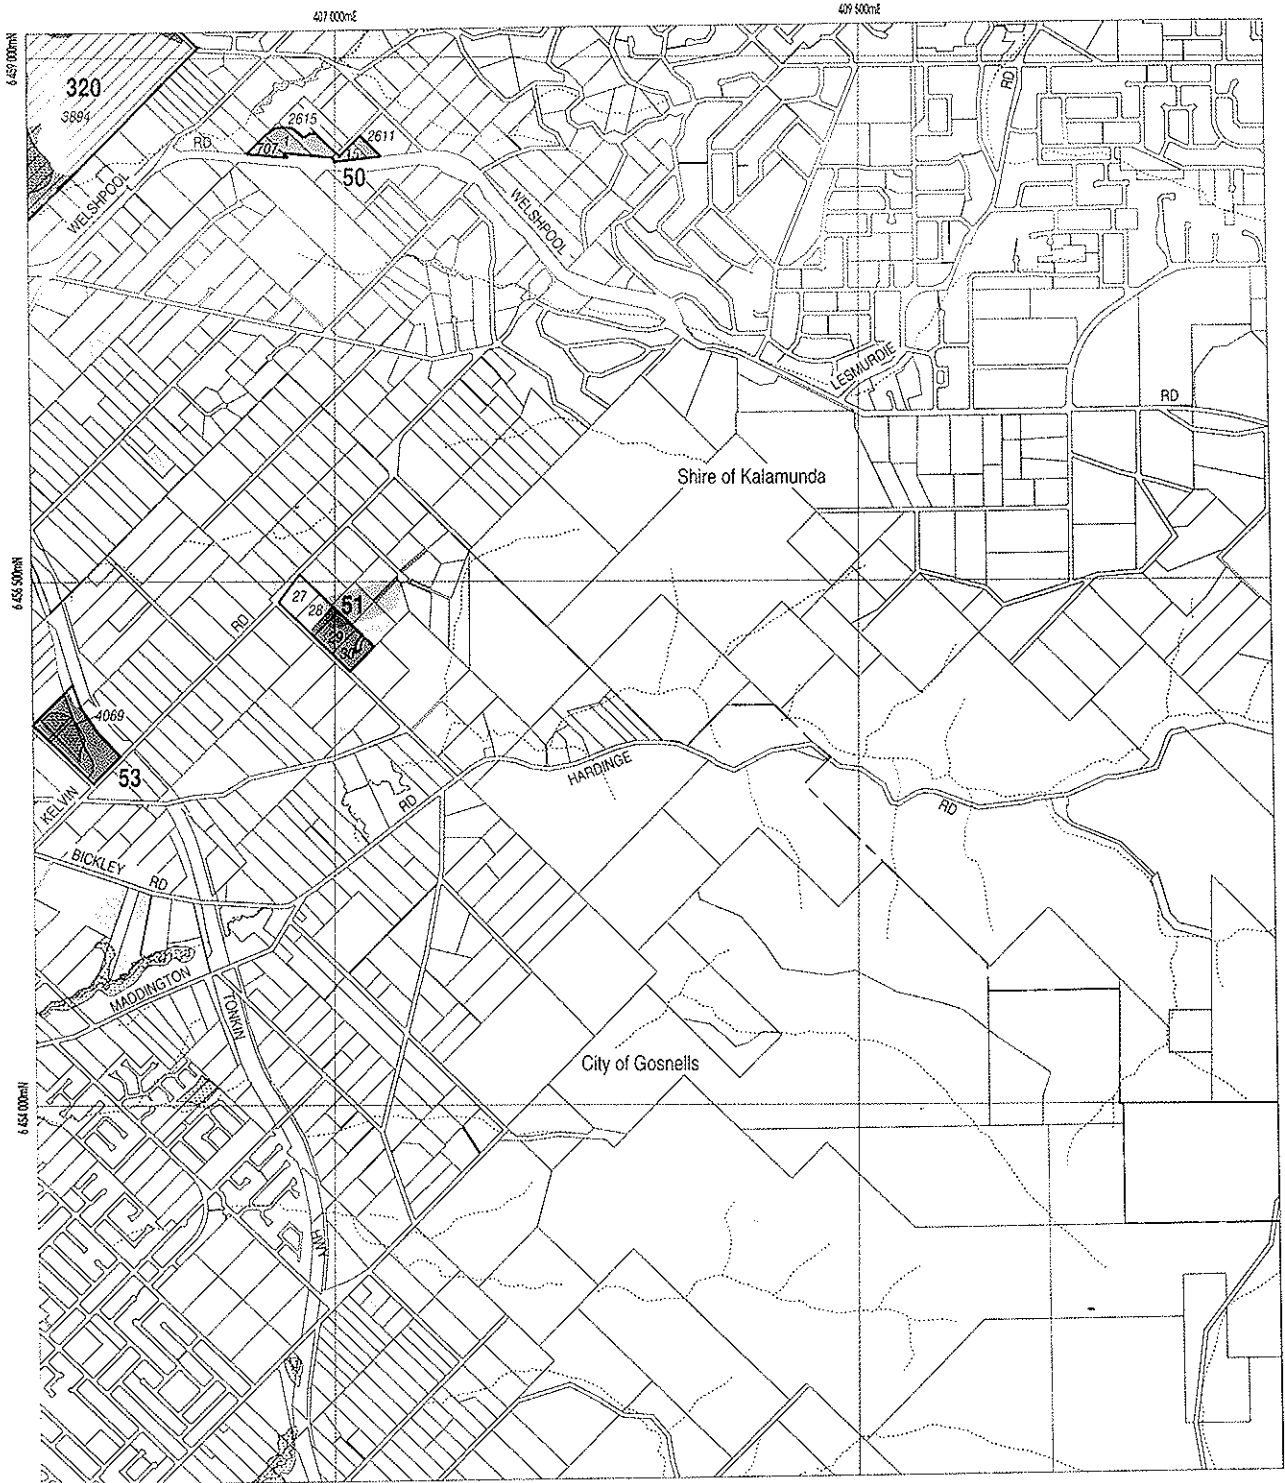 407 000mE
409 500mE
6 459 000mN
320
3894
2615
2611
707
1
10
RD
50
WELSHPOOL
WELSHPOOL
RD
LESMURDIE
RD
Shire of Kalamunda
6 456 500mN
27
28
51
29
RD
4069
53
KELVIN
HARDINGE
RD
RD
BICKLEY
RD
MADDINGTON
TONKIN
City of Gosnells
6 454 000mN
HWY